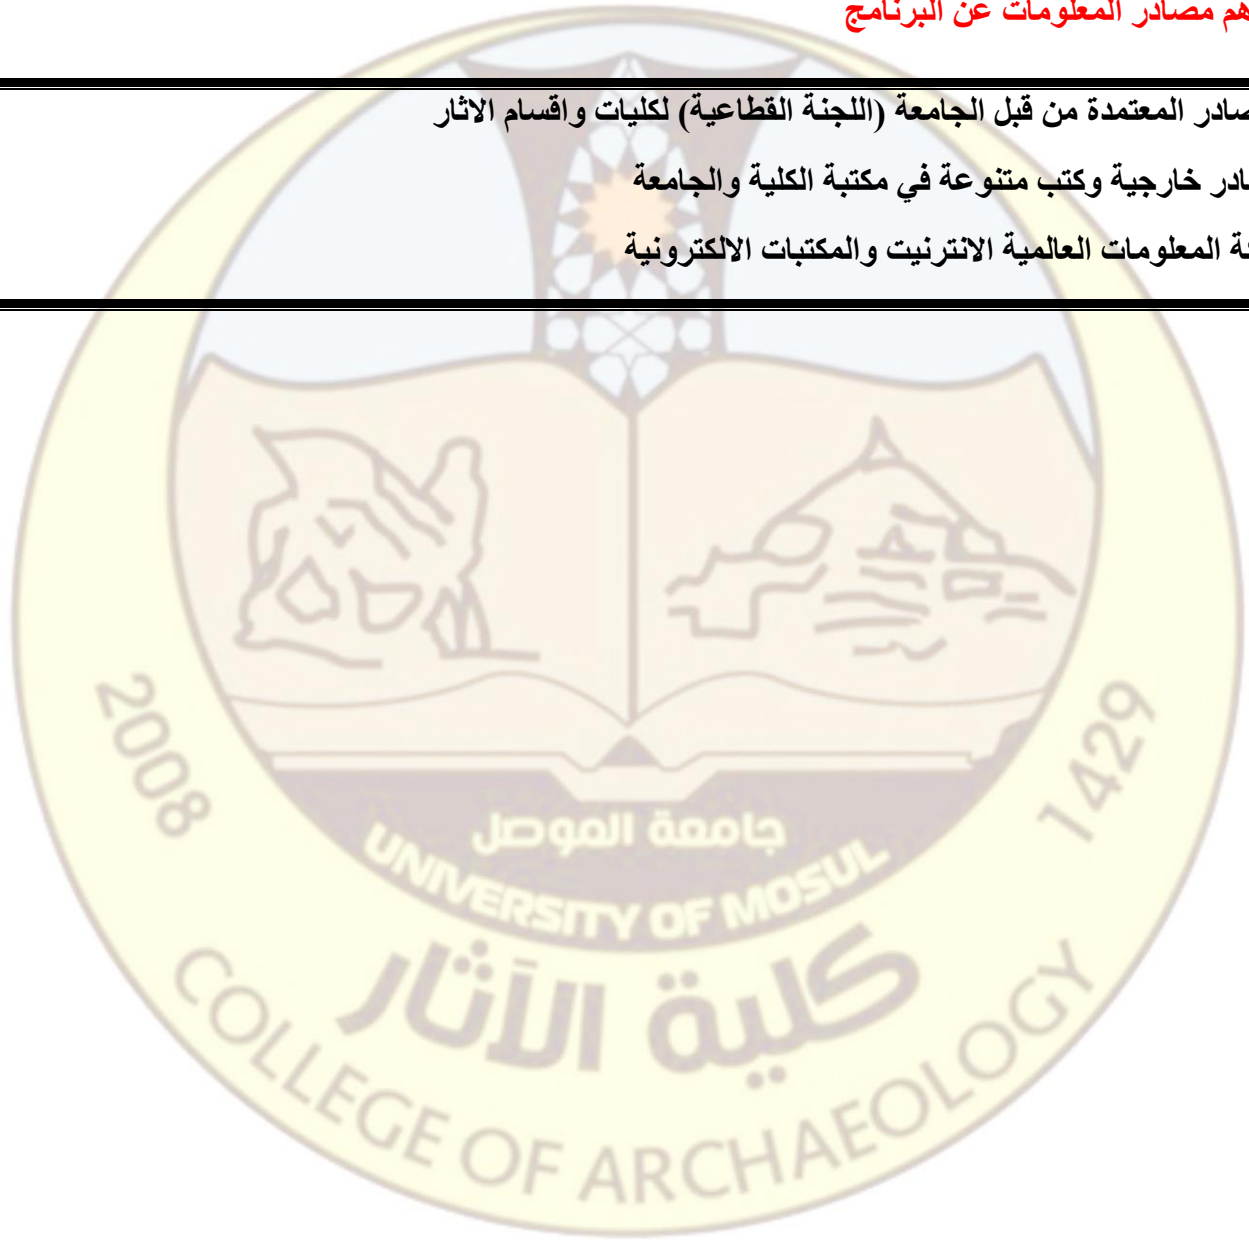 هم مصادر المعلومات عن البرنامج
صادر المعتمدة من قبل الجامعة (اللجنة القطاعية) لكليات واقسام الاثار
ادر خارجية وكتب متنوعة في مكتبة الكلية والجامعة
كة المعلومات العالمية الانترنيت والمكتبات الالكترونية
2008
1429
جامعة الموصل
UNIVERSITY OF MOSUL
كلية الآثار
COLLEGE OF ARCHAEOLOGY